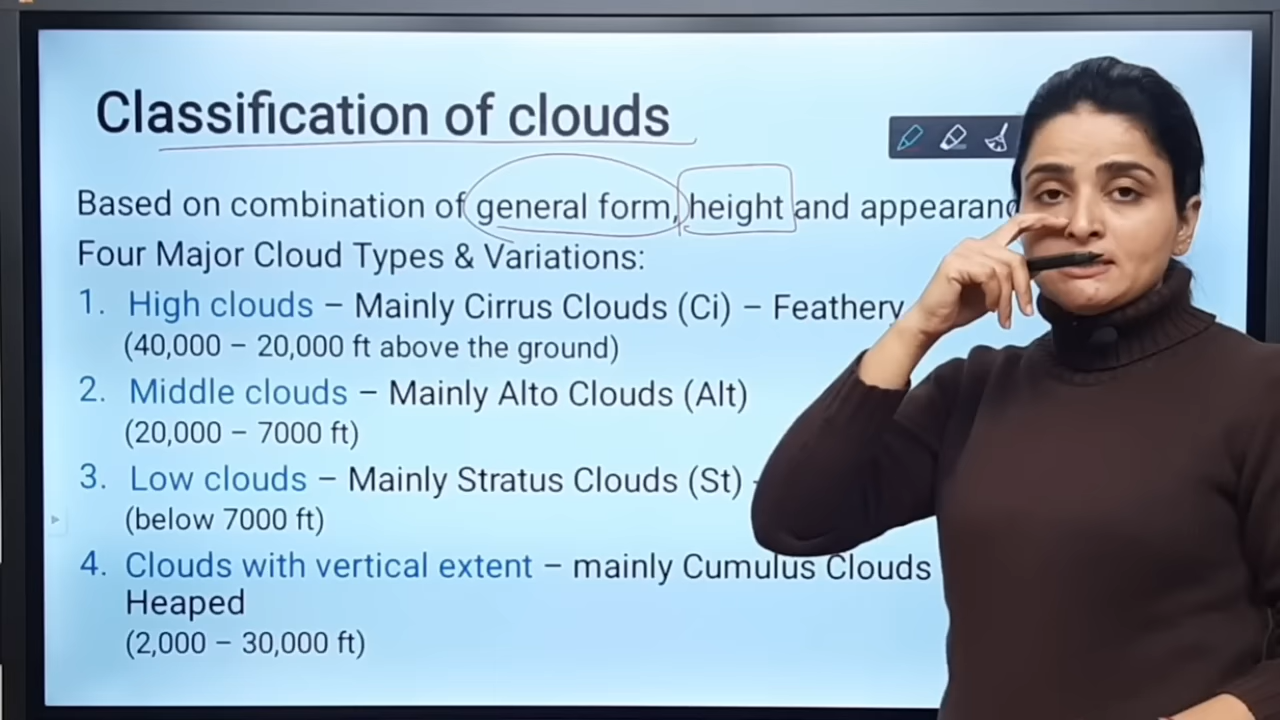 Classification of clouds
Based on combination of general form, height and
Four Major Cloud Types & Variations:
1. High clouds – Mainly Cirrus Clouds (Ci) – Feathery
(40,000 – 20,000 ft above the ground)
2. Middle clouds – Mainly Alto Clouds (Alt)
(20,000 – 7000 ft)
3. Low clouds – Mainly Stratus Clouds (St)
(below 7000 ft)
4. Clouds with vertical extent – mainly Cumulus Clouds
Heaped
(2,000 – 30,000 ft)